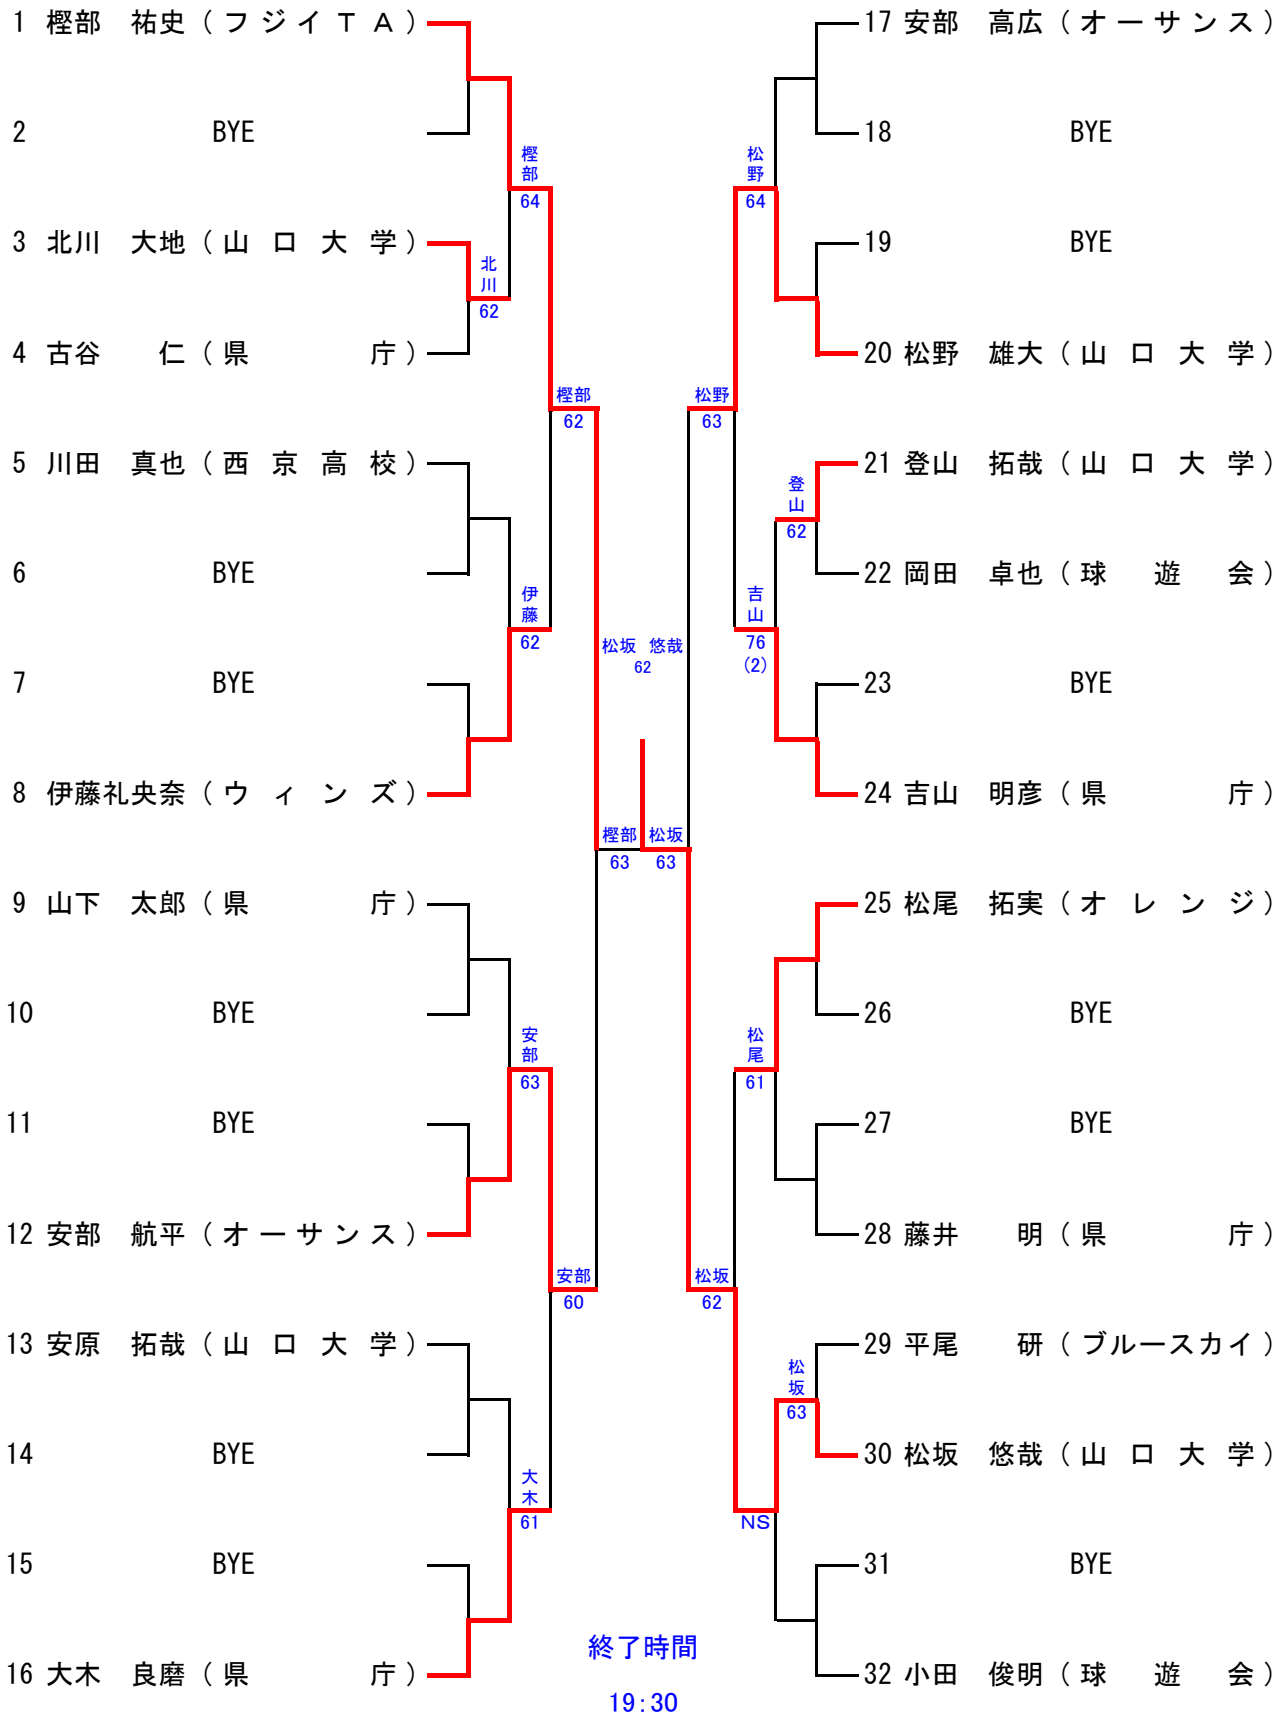 1 樫部 祐史 (フジイTA)
2 BYE
3 北川 大地 (山口大学)
4 古谷 仁 (県庁)
5 川田 真也 (西京高校)
6 BYE
7 BYE
8 伊藤礼央奈 (ウィンズ)
9 山下 太郎 (県庁)
10 BYE
11 BYE
12 安部 航平 (オーサンス)
13 安原 拓哉 (山口大学)
14 BYE
15 BYE
16 大木 良磨 (県庁)
北川
62
樫部
64
伊藤
62
安部
63
大木
61
樫部
62
安部
60
樫部
63
松坂 悠哉
62
松坂
63
松野
63
松坂
62
松野
64
吉山
76
(2)
松尾
61
NS
登山
62
松坂
63
17 安部 高広 (オーサンス)
18 BYE
19 BYE
20 松野 雄大 (山口大学)
21 登山 拓哉 (山口大学)
22 岡田 卓也 (球遊会)
23 BYE
24 吉山 明彦 (県庁)
25 松尾 拓実 (オレンジ)
26 BYE
27 BYE
28 藤井 明 (県庁)
29 平尾 研 (ブルースカイ)
30 松坂 悠哉 (山口大学)
31 BYE
32 小田 俊明 (球遊会)
終了時間
19:30